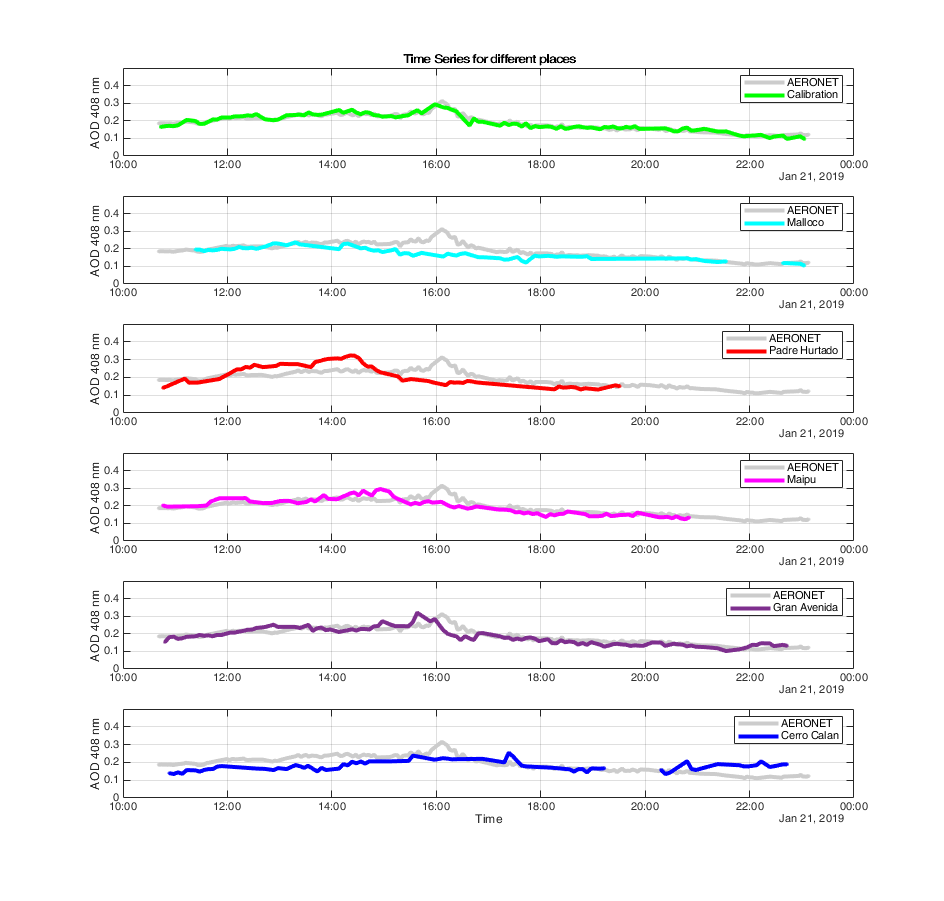 Time Series for different places
AOD 408 nm
0.4
0.3
0.2
0.1
0
AERONET
Calibration
10:00 12:00 14:00 16:00 18:00 20:00 22:00 00:00
Jan 21, 2019
AOD 408 nm
0.4
0.3
0.2
0.1
0
AERONET
Malloco
10:00 12:00 14:00 16:00 18:00 20:00 22:00 00:00
Jan 21, 2019
AOD 408 nm
0.4
0.3
0.2
0.1
0
AERONET
Padre Hurtado
10:00 12:00 14:00 16:00 18:00 20:00 22:00 00:00
Jan 21, 2019
AOD 408 nm
0.4
0.3
0.2
0.1
0
AERONET
Maipu
10:00 12:00 14:00 16:00 18:00 20:00 22:00 00:00
Jan 21, 2019
AOD 408 nm
0.4
0.3
0.2
0.1
0
AERONET
Gran Avenida
10:00 12:00 14:00 16:00 18:00 20:00 22:00 00:00
Jan 21, 2019
AOD 408 nm
0.4
0.3
0.2
0.1
0
AERONET
Cerro Calan
10:00 12:00 14:00 16:00 18:00 20:00 22:00 00:00
Time
Jan 21, 2019